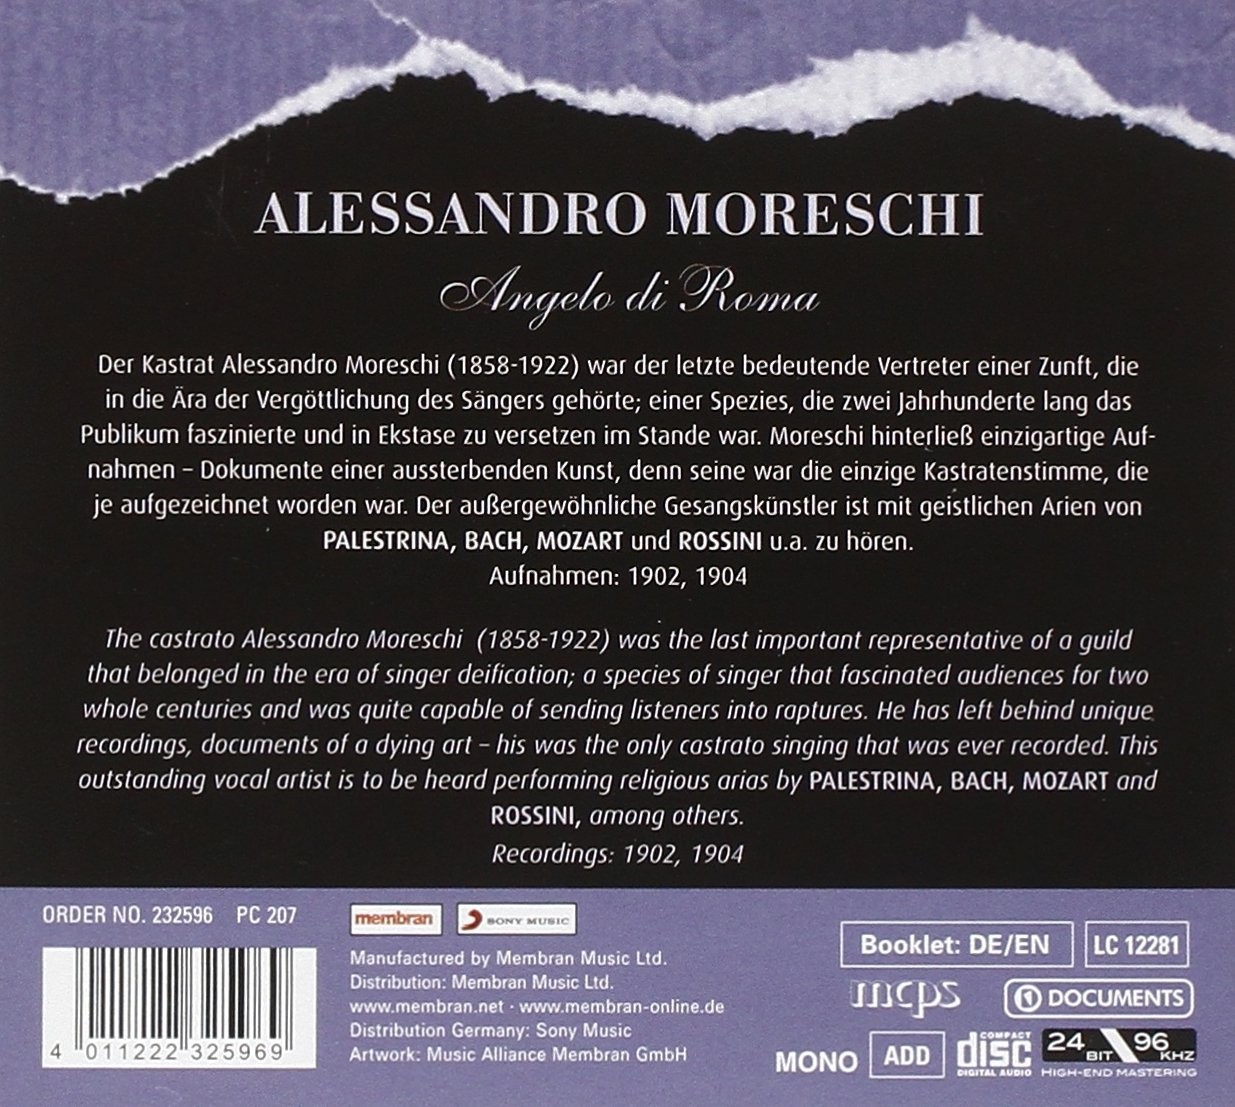 ALESSANDRO MORESCHI
Angelo di Roma
Der Kastrat Alessandro Moreschi (1858-1922) war der letzte bedeutende Vertreter einer Zunft, die
in die Ära der Vergöttlichung des Sängers gehörte; einer Spezies, die zwei Jahrhunderte lang das
Publikum faszinierte und in Ekstase zu versetzen im Stande war. Moreschi hinterließ einzigartige Auf-
nahmen – Dokumente einer aussterbenden Kunst, denn seine war die einzige Kastratenstimme, die
je aufgezeichnet worden war. Der außergewöhnliche Gesangskünstler ist mit geistlichen Arien von
PALESTRINA, BACH, MOZART und ROSSINI u.a. zu hören.
Aufnahmen: 1902, 1904
The castrato Alessandro Moreschi (1858-1922) was the last important representative of a guild
that belonged in the era of singer deification; a species of singer that fascinated audiences for two
whole centuries and was quite capable of sending listeners into raptures. He has left behind unique
recordings, documents of a dying art – his was the only castrato singing that was ever recorded. This
outstanding vocal artist is to be heard performing religious arias by PALESTRINA, BACH, MOZART and
ROSSINI, among others.
Recordings: 1902, 1904
ORDER NO. 232596 PC 207
4 011222 325969
membran SONY MUSIC
Manufactured by Membran Music Ltd.
Distribution: Membran Music Ltd.
www.membran.net · www.membran-online.de
Distribution Germany: Sony Music
Artwork: Music Alliance Membran GmbH
Booklet: DE/EN LC 12281
mcps DOCUMENTS
MONO ADD COMPACT disc DIGITAL AUDIO 24 BIT 96 KHZ
HIGH-END MASTERING